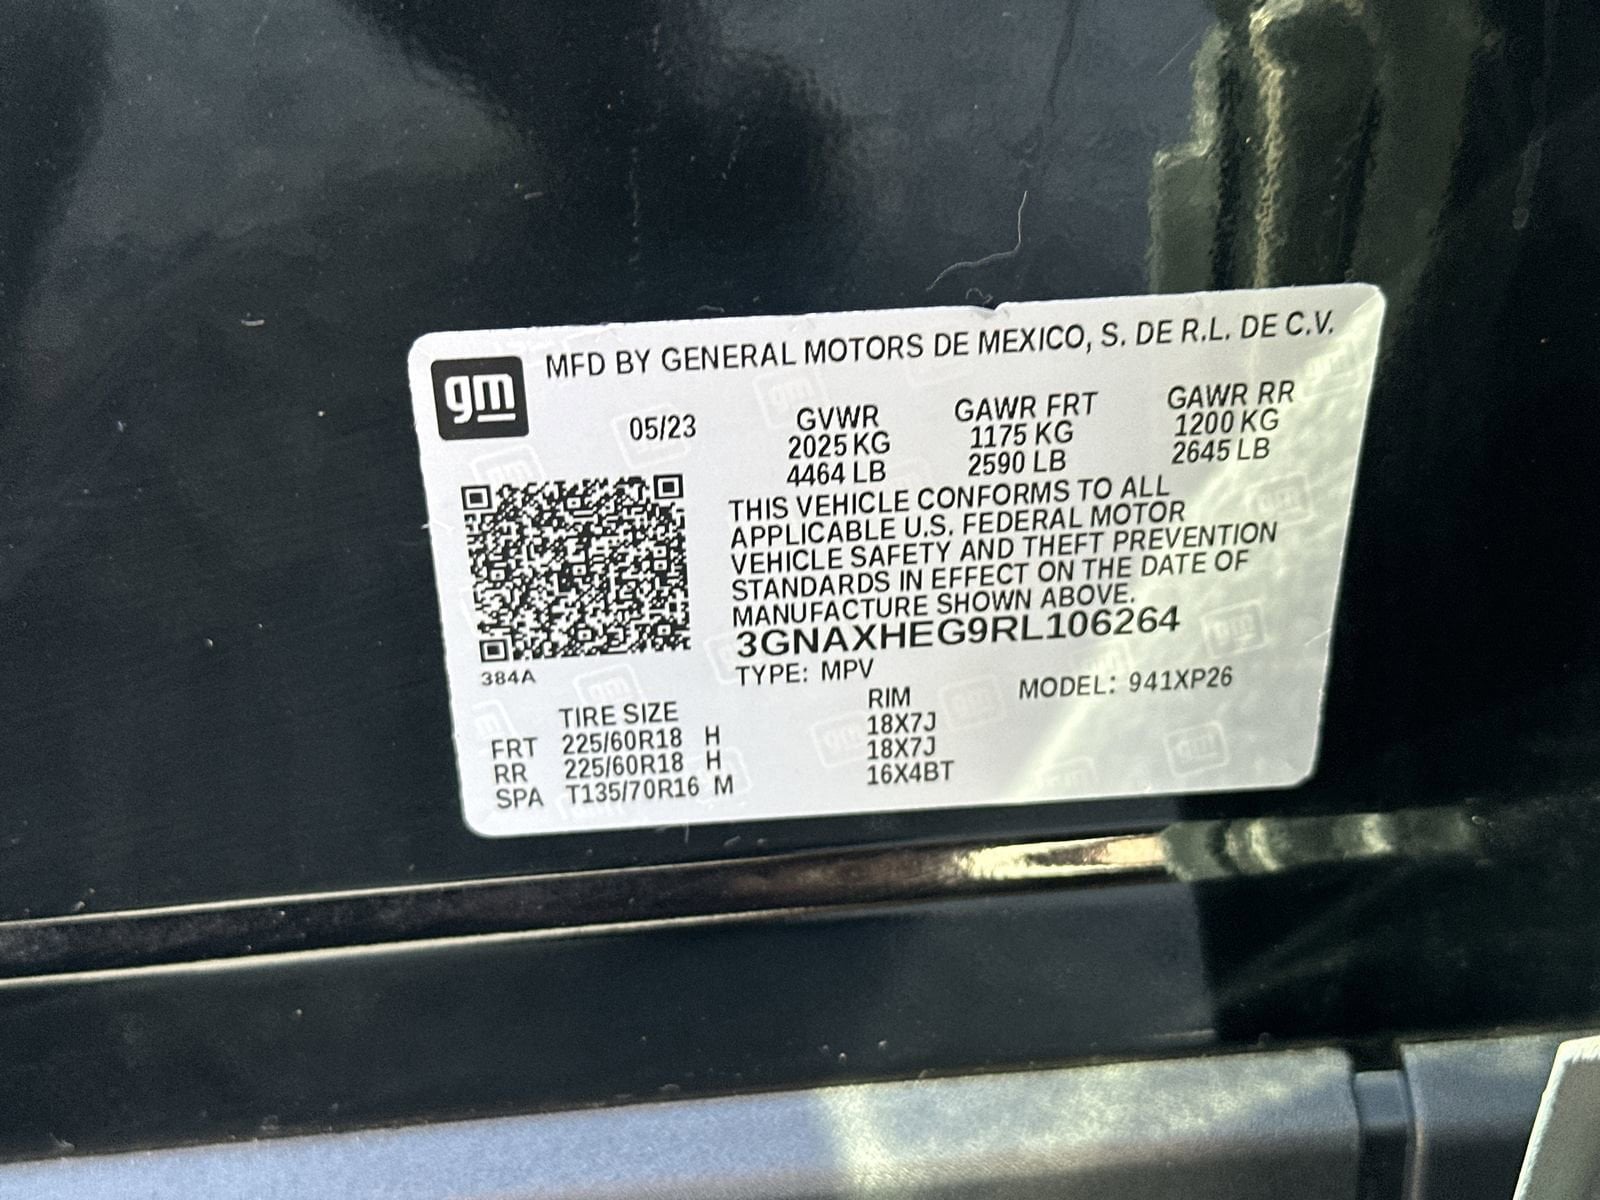 gm
MFD BY GENERAL MOTORS DE MEXICO, S. DE R.L. DE C.V.
05/23
GVWR
2025 KG
4464 LB
GAWR FRT
1175 KG
2590 LB
GAWR RR
1200 KG
2645 LB
THIS VEHICLE CONFORMS TO ALL
APPLICABLE U.S. FEDERAL MOTOR
VEHICLE SAFETY AND THEFT PREVENTION
STANDARDS IN EFFECT ON THE DATE OF
MANUFACTURE SHOWN ABOVE.
3GNAXHEG9RL106264
384A
TYPE: MPV
MODEL: 941XP26
TIRE SIZE
RIM
FRT 225/60R18 H 18X7J
RR 225/60R18 H 18X7J
SPA T135/70R16 M 16X4BT